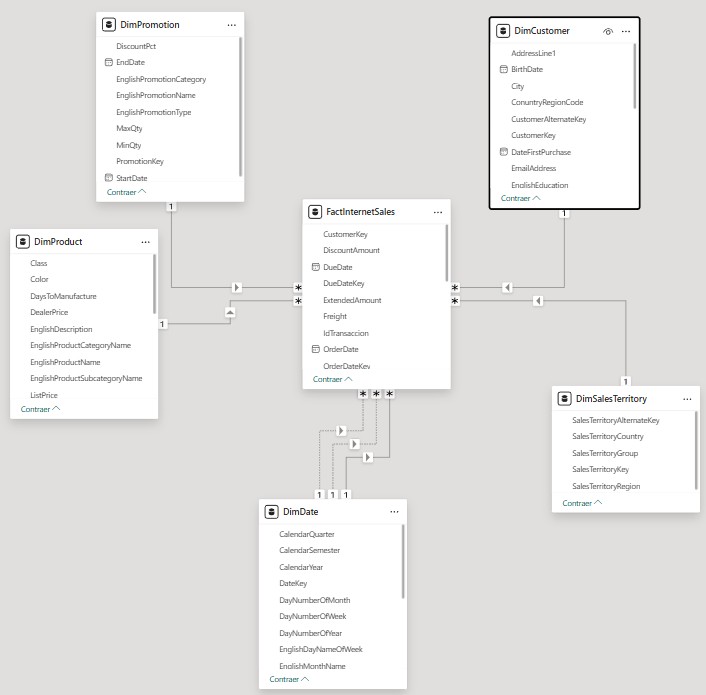 DimPromotion
DiscountPct
EndDate
EnglishPromotionCategory
EnglishPromotionName
EnglishPromotionType
MaxQty
MinQty
PromotionKey
StartDate
Contraer
1
DimCustomer
AddressLine1
BirthDate
City
ConuntryRegionCode
CustomerAlternateKey
CustomerKey
DateFirstPurchase
EmailAddress
EnglishEducation
Contraer
1
DimProduct
Class
Color
DaysToManufacture
DealerPrice
EnglishDescription
EnglishProductCategoryName
EnglishProductName
EnglishProductSubcategoryName
ListPrice
Contraer
1
FactInternetSales
CustomerKey
DiscountAmount
DueDate
DueDateKey
ExtendedAmount
Freight
IdTransaccion
OrderDate
OrderDateKey
Contraer
* *
* *
* * *
1
DimSalesTerritory
SalesTerritoryAlternateKey
SalesTerritoryCountry
SalesTerritoryGroup
SalesTerritoryKey
SalesTerritoryRegion
Contraer
1 1 1
DimDate
CalendarQuarter
CalendarSemester
CalendarYear
DateKey
DayNumberOfMonth
DayNumberOfWeek
DayNumberOfYear
EnglishDayNameOfWeek
EnglishMonthName
Contraer